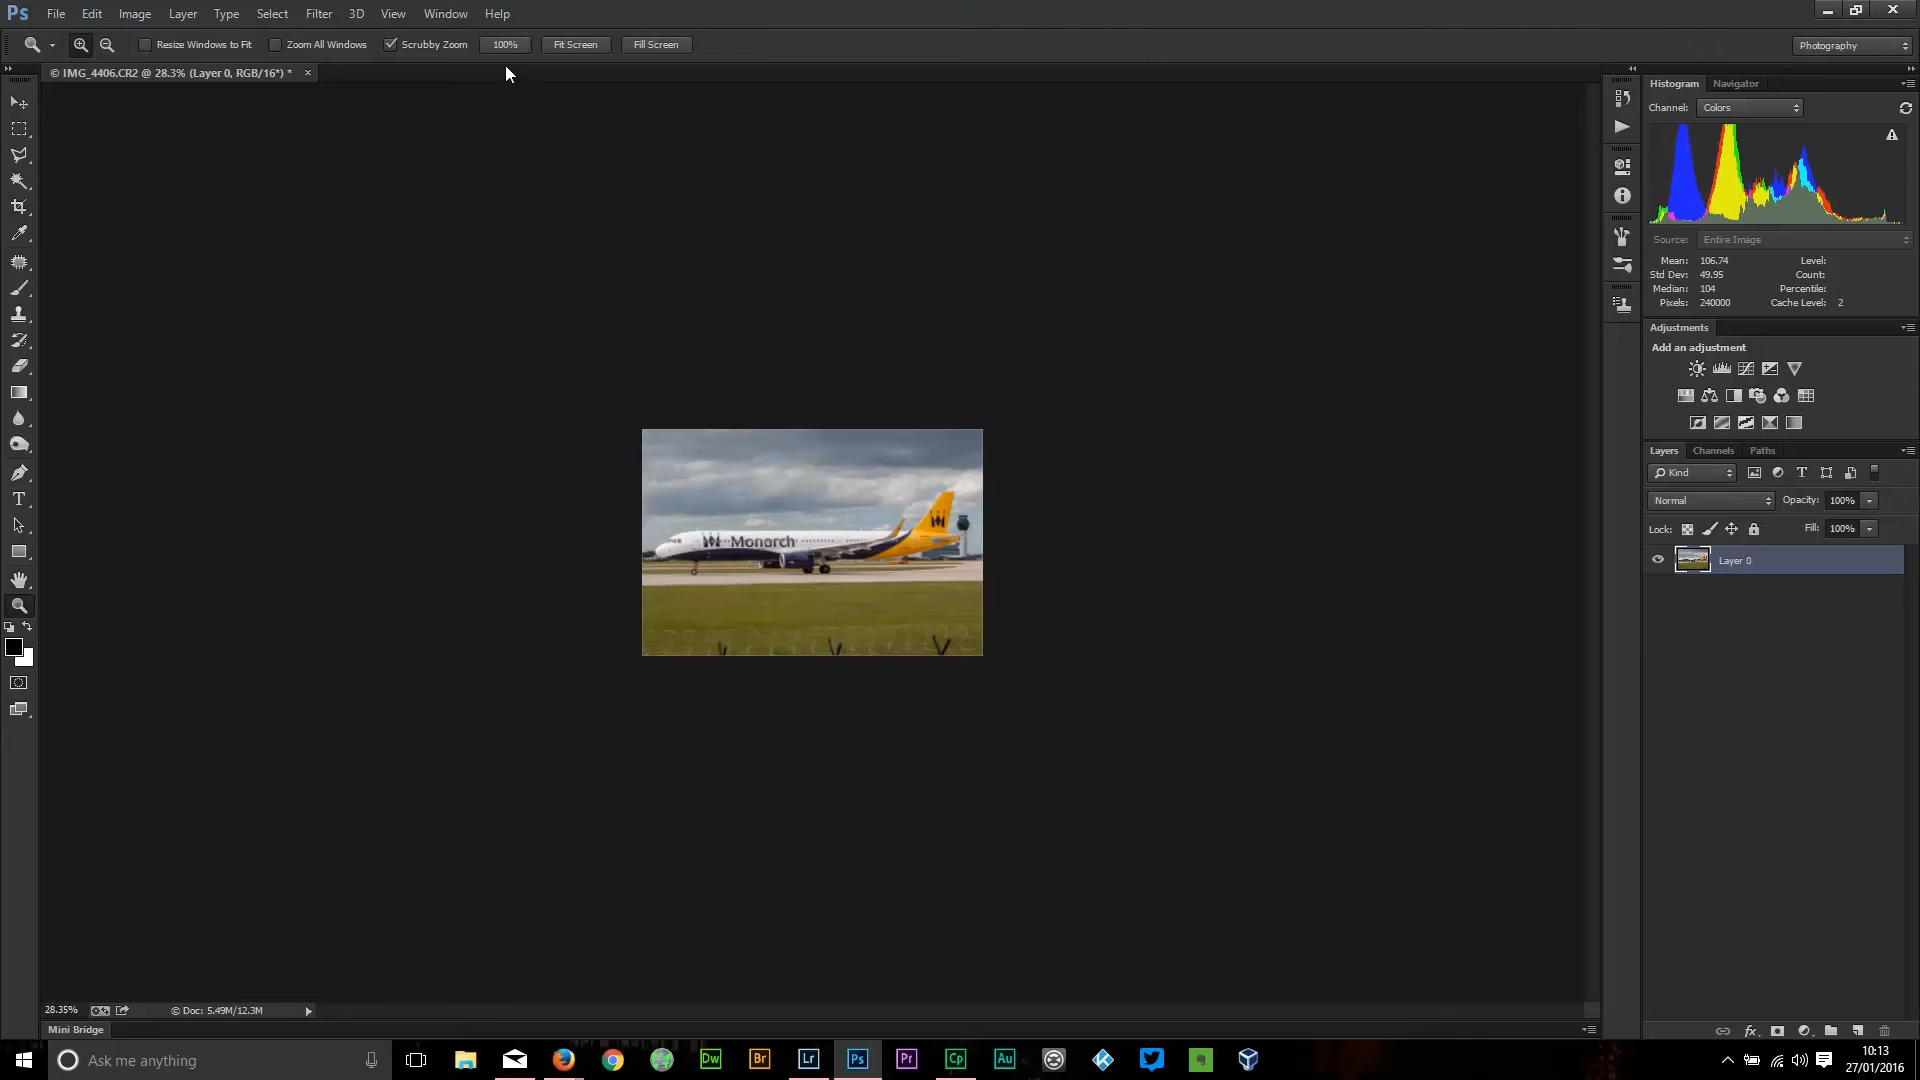 Ps File Edit Image Layer Type Select Filter 3D View Window Help
Resize Windows to Fit Zoom All Windows Scrubby Zoom 100% Fit Screen Fill Screen Photography
© IMG_4406.CR2 @ 28.3% (Layer 0, RGB/16*) * ×
Histogram Navigator
Channel: Colors
Source: Entire Image
Mean: 106.74 Level:
Std Dev: 49.95 Count:
Median: 104 Percentile:
Pixels: 240000 Cache Level: 2
Adjustments
Add an adjustment
Layers Channels Paths
Kind
Normal Opacity: 100%
Lock: Fill: 100%
Layer 0
Monarch
28.35% © Doc: 5.49M/12.3M
Mini Bridge
Ask me anything
Dw Br Lr Ps Pr Cp Au
10:13
27/01/2016